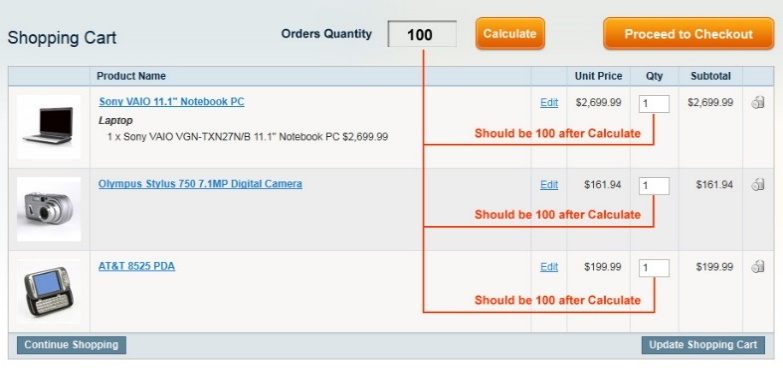 Shopping Cart
Orders Quantity 100 Calculate Proceed to Checkout
Product Name Unit Price Qty Subtotal
Sony VAIO 11.1" Notebook PC Edit $2,699.99 1 $2,699.99
Laptop
1 x Sony VAIO VGN-TXN27N/B 11.1" Notebook PC $2,699.99
Should be 100 after Calculate
Olympus Stylus 750 7.1MP Digital Camera Edit $161.94 1 $161.94
Should be 100 after Calculate
AT&T 8525 PDA Edit $199.99 1 $199.99
Should be 100 after Calculate
Continue Shopping Update Shopping Cart